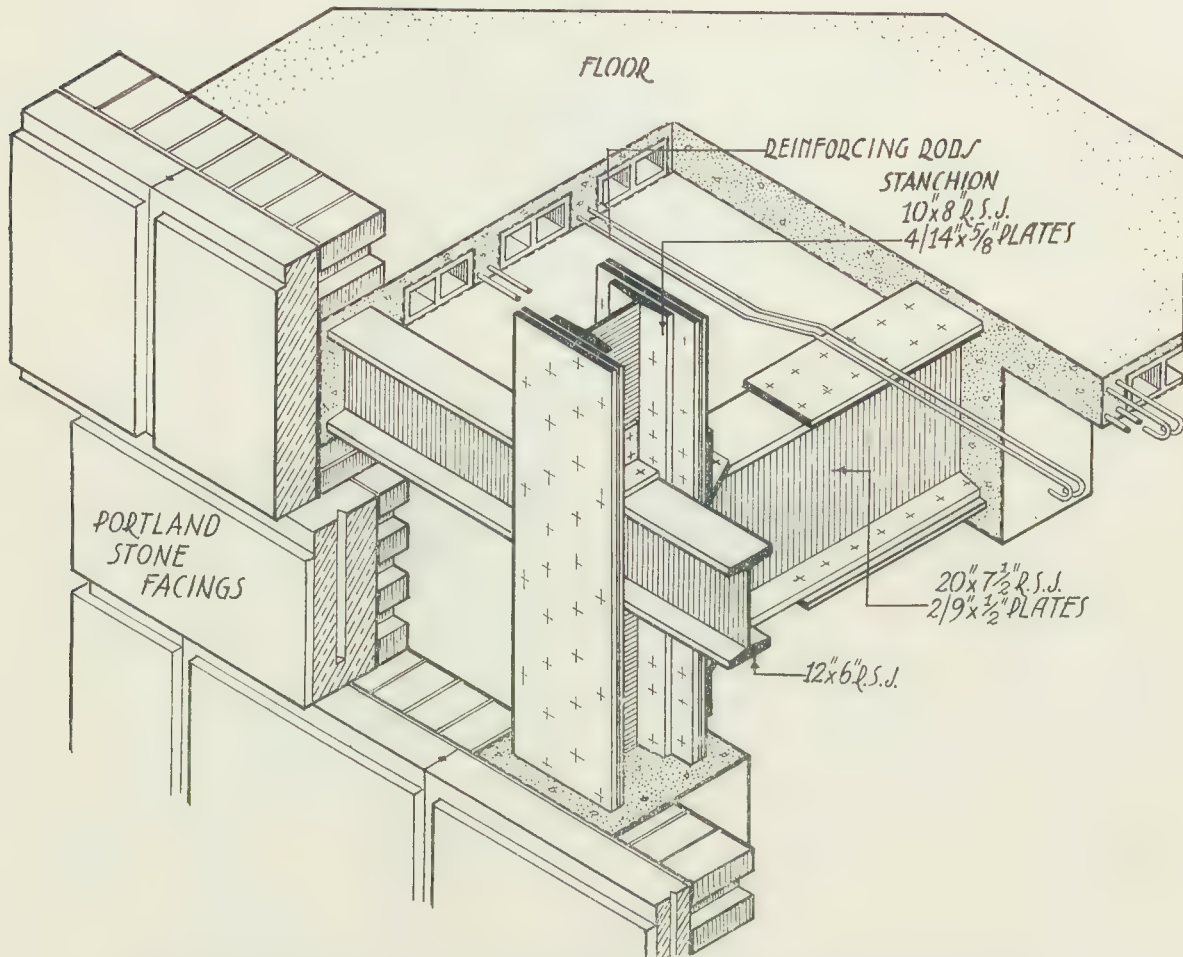 FLOOR
REINFORCING RODS
STANCHION
10"x8" R.S.J.
4/14"x5/8" PLATES
PORTLAND
STONE
FACINGS
20"x7½" R.S.J.
2/9"x½" PLATES
12"x6" R.S.J.